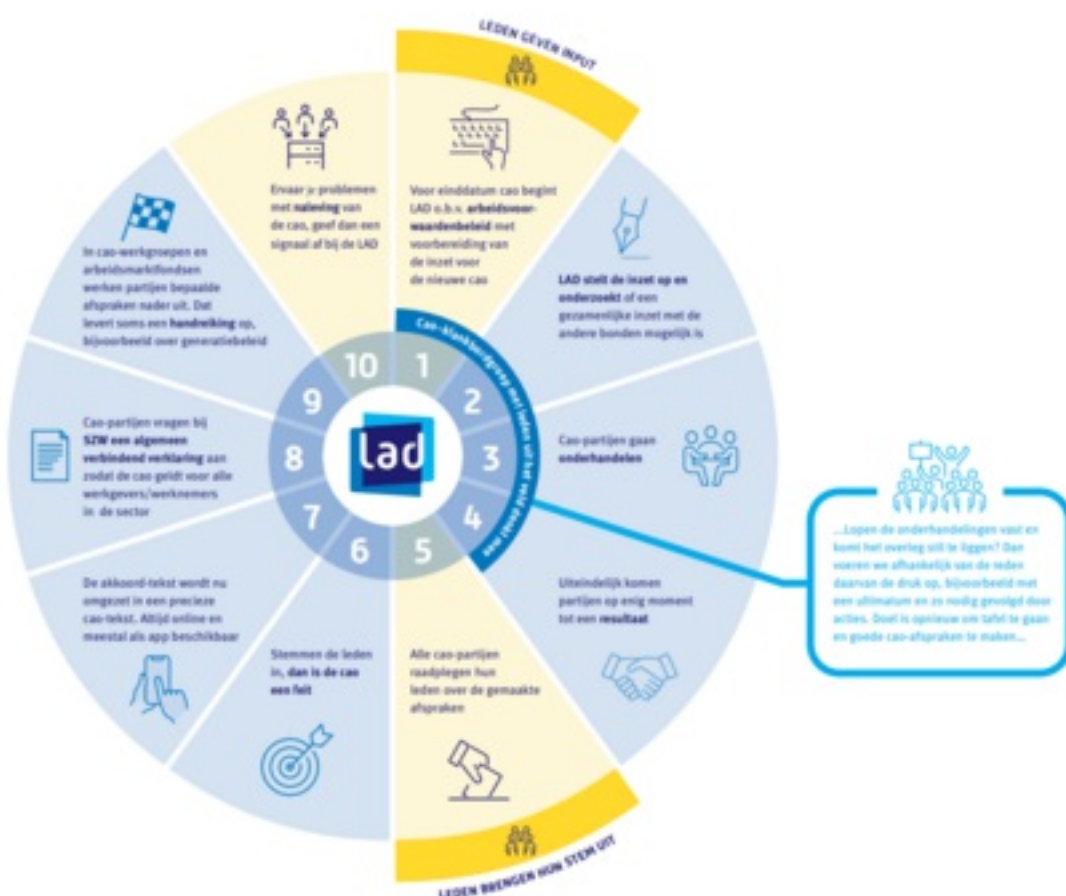 LEDEN GEVEN INPUT
Voor einddatum cao begint
LAD o.b.v. arbeidsvoor-
waardenbeleid met
voorbereiding van
de inzet voor
de nieuwe cao
LAD stelt de inzet op en
onderzoekt of een
gezamenlijke inzet met de
andere bonden mogelijk is
Cao-partijen gaan
onderhandelen
Uiteindelijk komen
partijen op enig moment
tot een resultaat
Alle cao-partijen
raadplegen hun
leden over de gemaakte
afspraken
LEDEN BRENGEN HUN STEM UIT
Stemmen de leden
in, dan is de cao
een feit
De akkoord-tekst wordt nu
omgezet in een precieze
cao-tekst. Altijd online en
meestal als app beschikbaar
Cao-partijen vragen bij
SZW een algemeen
verbindend verklaring aan
zodat de cao geldt voor alle
werkgevers/werknemers
in de sector
In cao-werkgroepen en
arbeidsmarktfondsen
werken partijen bepaalde
afspraken nader uit. Dat
levert soms een handreiking op,
bijvoorbeeld over generatiebeleid
Ervaar je problemen
met naleving van
de cao, geef dan een
signaal af bij de LAD
1
2
3
4
5
6
7
8
9
10
lad
Cao-klankbordgroep met leden uit het veld denkt mee
...Lopen de onderhandelingen vast en
komt het overleg stil te liggen? Dan
voeren we afhankelijk van de reden
daarvan de druk op, bijvoorbeeld met
een ultimatum en zo nodig gevolgd door
acties. Doel is opnieuw om tafel te gaan
en goede cao-afspraken te maken...